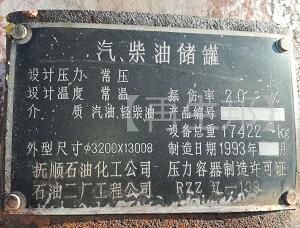 汽、柴油储罐
设计压力 常压
设计温度 常温 探伤率 20 %
介 质 汽油,轻柴油 产品编号
设备总重 17422 Kg
外型尺寸 φ3200X13008 制造日期 1993年 月
抚顺石油化工公司 压力容器制造许可证
石油二厂工程公司 RZZ